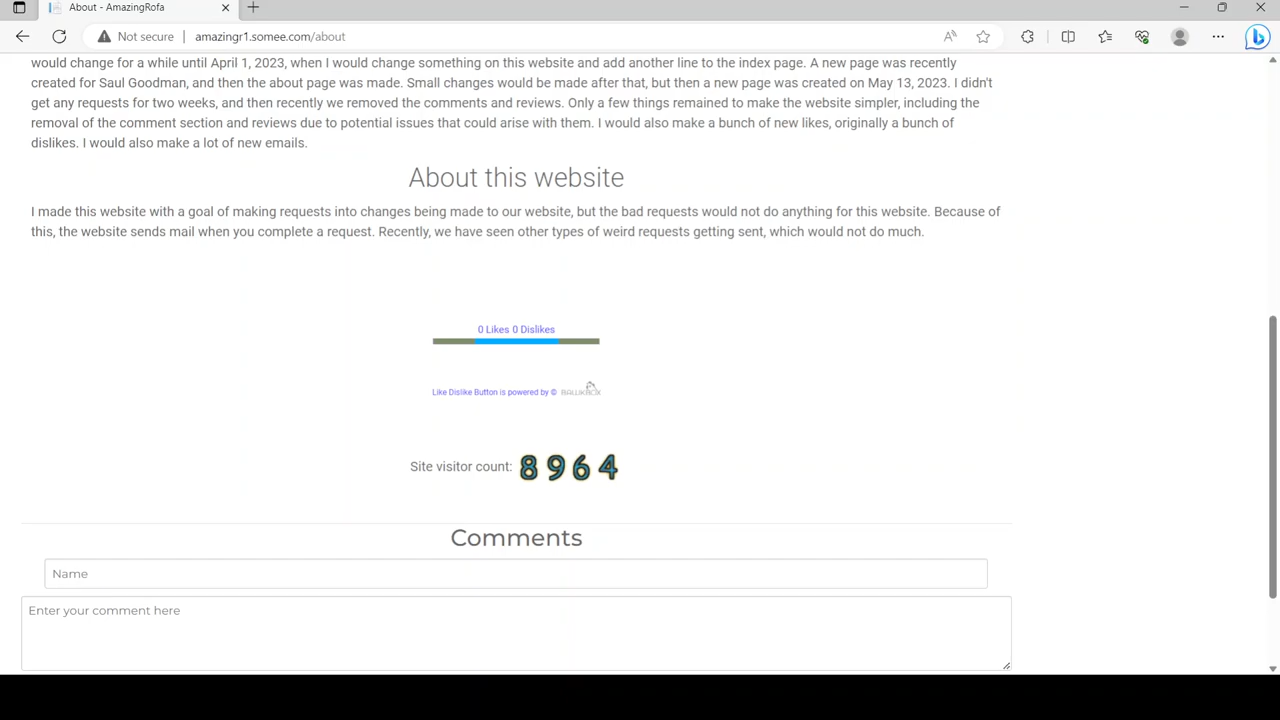 About - AmazingRofa
Not secure
amazingr1.somee.com/about
would change for a while until April 1, 2023, when I would change something on this website and add another line to the index page. A new page was recently
created for Saul Goodman, and then the about page was made. Small changes would be made after that, but then a new page was created on May 13, 2023. I didn't
get any requests for two weeks, and then recently we removed the comments and reviews. Only a few things remained to make the website simpler, including the
removal of the comment section and reviews due to potential issues that could arise with them. I would also make a bunch of new likes, originally a bunch of
dislikes. I would also make a lot of new emails.
About this website
I made this website with a goal of making requests into changes being made to our website, but the bad requests would not do anything for this website. Because of
this, the website sends mail when you complete a request. Recently, we have seen other types of weird requests getting sent, which would not do much.
0 Likes 0 Dislikes
Like Dislike Button is powered by ©
Site visitor count: 8964
Comments
Name
Enter your comment here